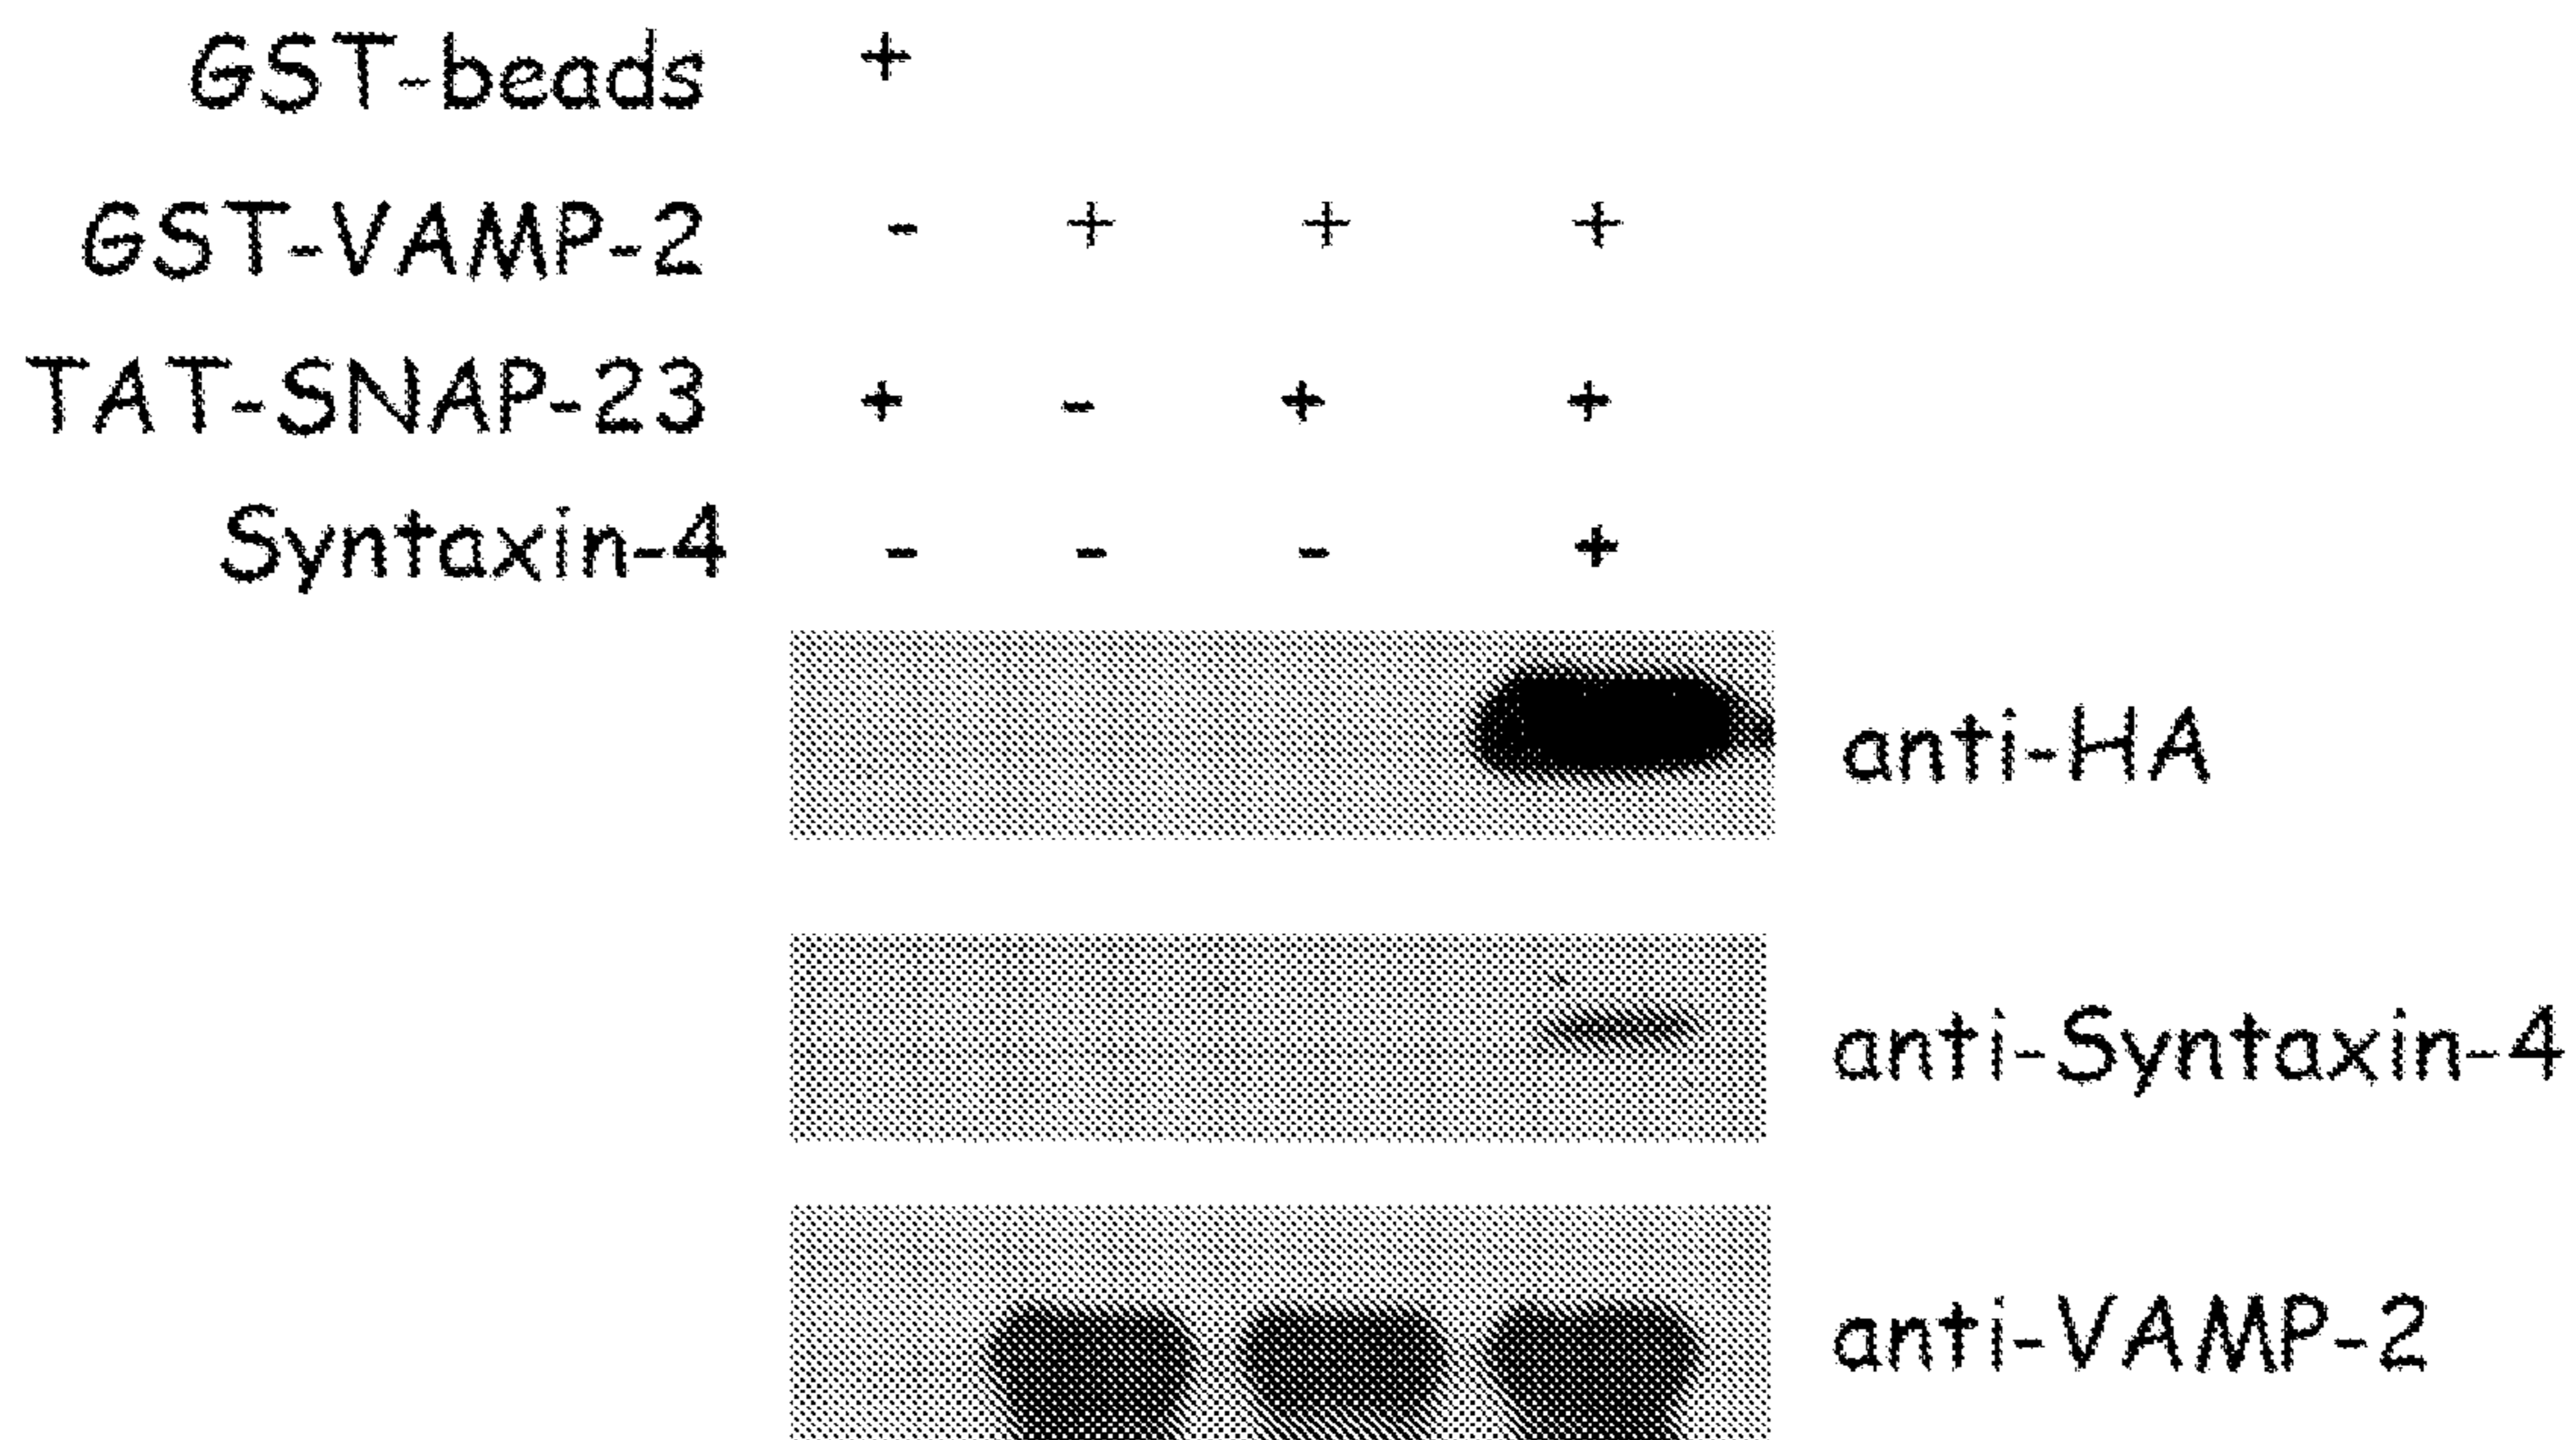 GST-beads +
GST-VAMP-2 - + + +
TAT-SNAP-23 + - + +
Syntaxin-4 - - - +
anti-HA
anti-Syntaxin-4
anti-VAMP-2